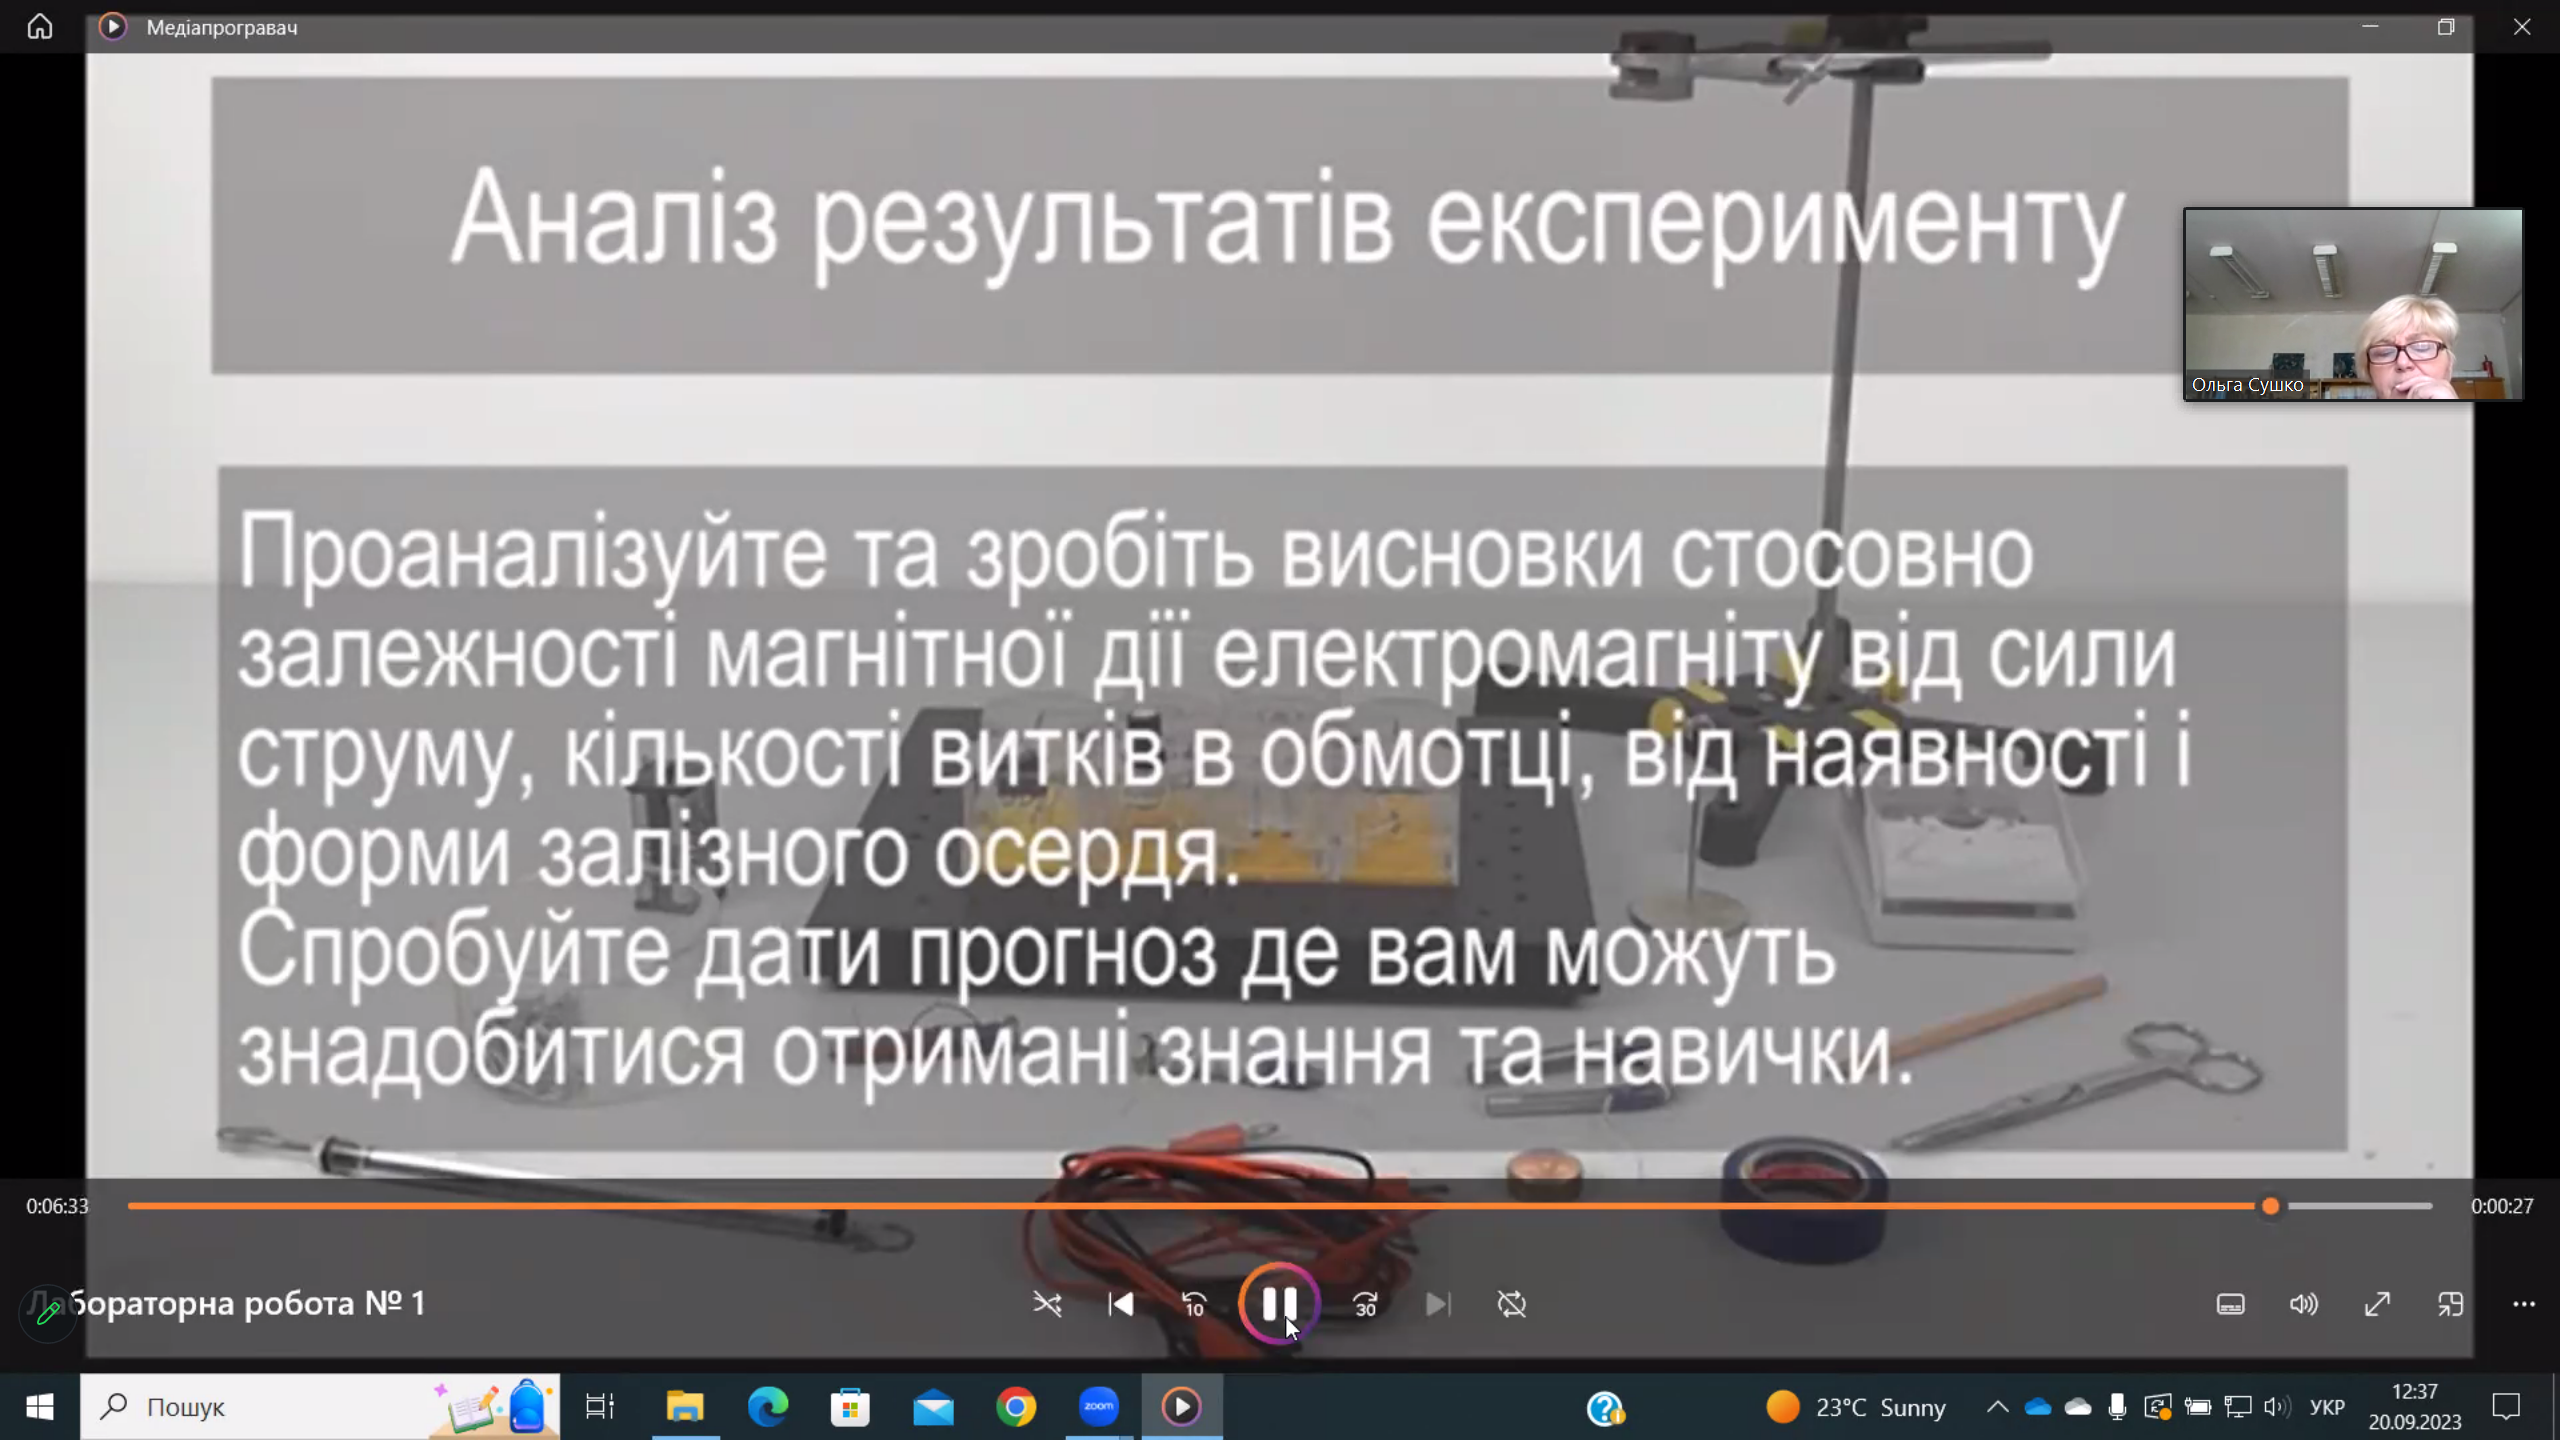 Медіапрогравач
Аналіз результатів експерименту
Ольга Сушко
Проаналізуйте та зробіть висновки стосовно
залежності магнітної дії електромагніту від сили
струму, кількості витків в обмотці, від наявності і
форми залізного осердя.
Спробуйте дати прогноз де вам можуть
знадобитися отримані знання та навички.
0:06:33
0:00:27
Лабораторна робота № 1
10
30
Пошук
zoom
23°C Sunny
УКР
12:37
20.09.2023